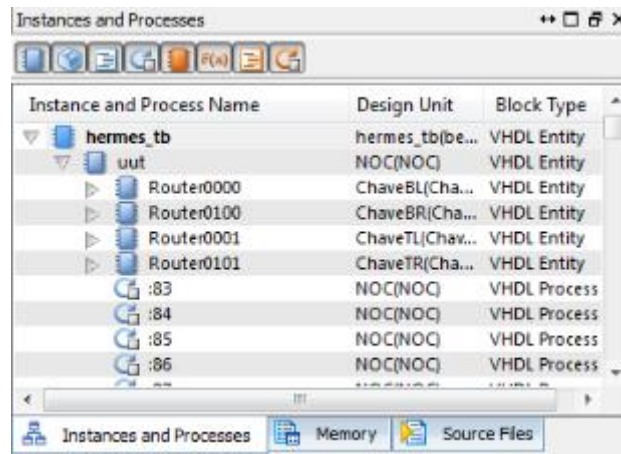 Instances and Processes
F(x)
Instance and Process Name Design Unit Block Type
hermes_tb hermes_tb(be... VHDL Entity
uut NOC(NOC) VHDL Entity
Router0000 ChaveBL(Cha... VHDL Entity
Router0100 ChaveBR(Cha... VHDL Entity
Router0001 ChaveTL(Chav... VHDL Entity
Router0101 ChaveTR(Cha... VHDL Entity
:83 NOC(NOC) VHDL Process
:84 NOC(NOC) VHDL Process
:85 NOC(NOC) VHDL Process
:86 NOC(NOC) VHDL Process
Instances and Processes Memory Source Files